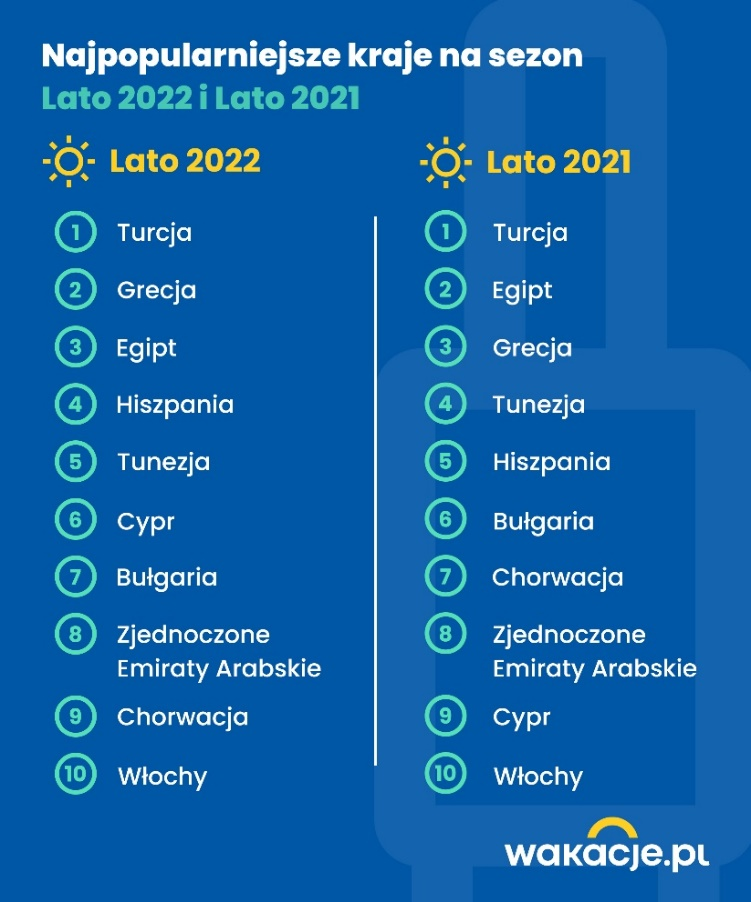 Najpopularniejsze kraje na sezon
Lato 2022 i Lato 2021
Lato 2022
1 Turcja
2 Grecja
3 Egipt
4 Hiszpania
5 Tunezja
6 Cypr
7 Bułgaria
8 Zjednoczone
Emiraty Arabskie
9 Chorwacja
10 Włochy
Lato 2021
1 Turcja
2 Egipt
3 Grecja
4 Tunezja
5 Hiszpania
6 Bułgaria
7 Chorwacja
8 Zjednoczone
Emiraty Arabskie
9 Cypr
10 Włochy
wakacje.pl